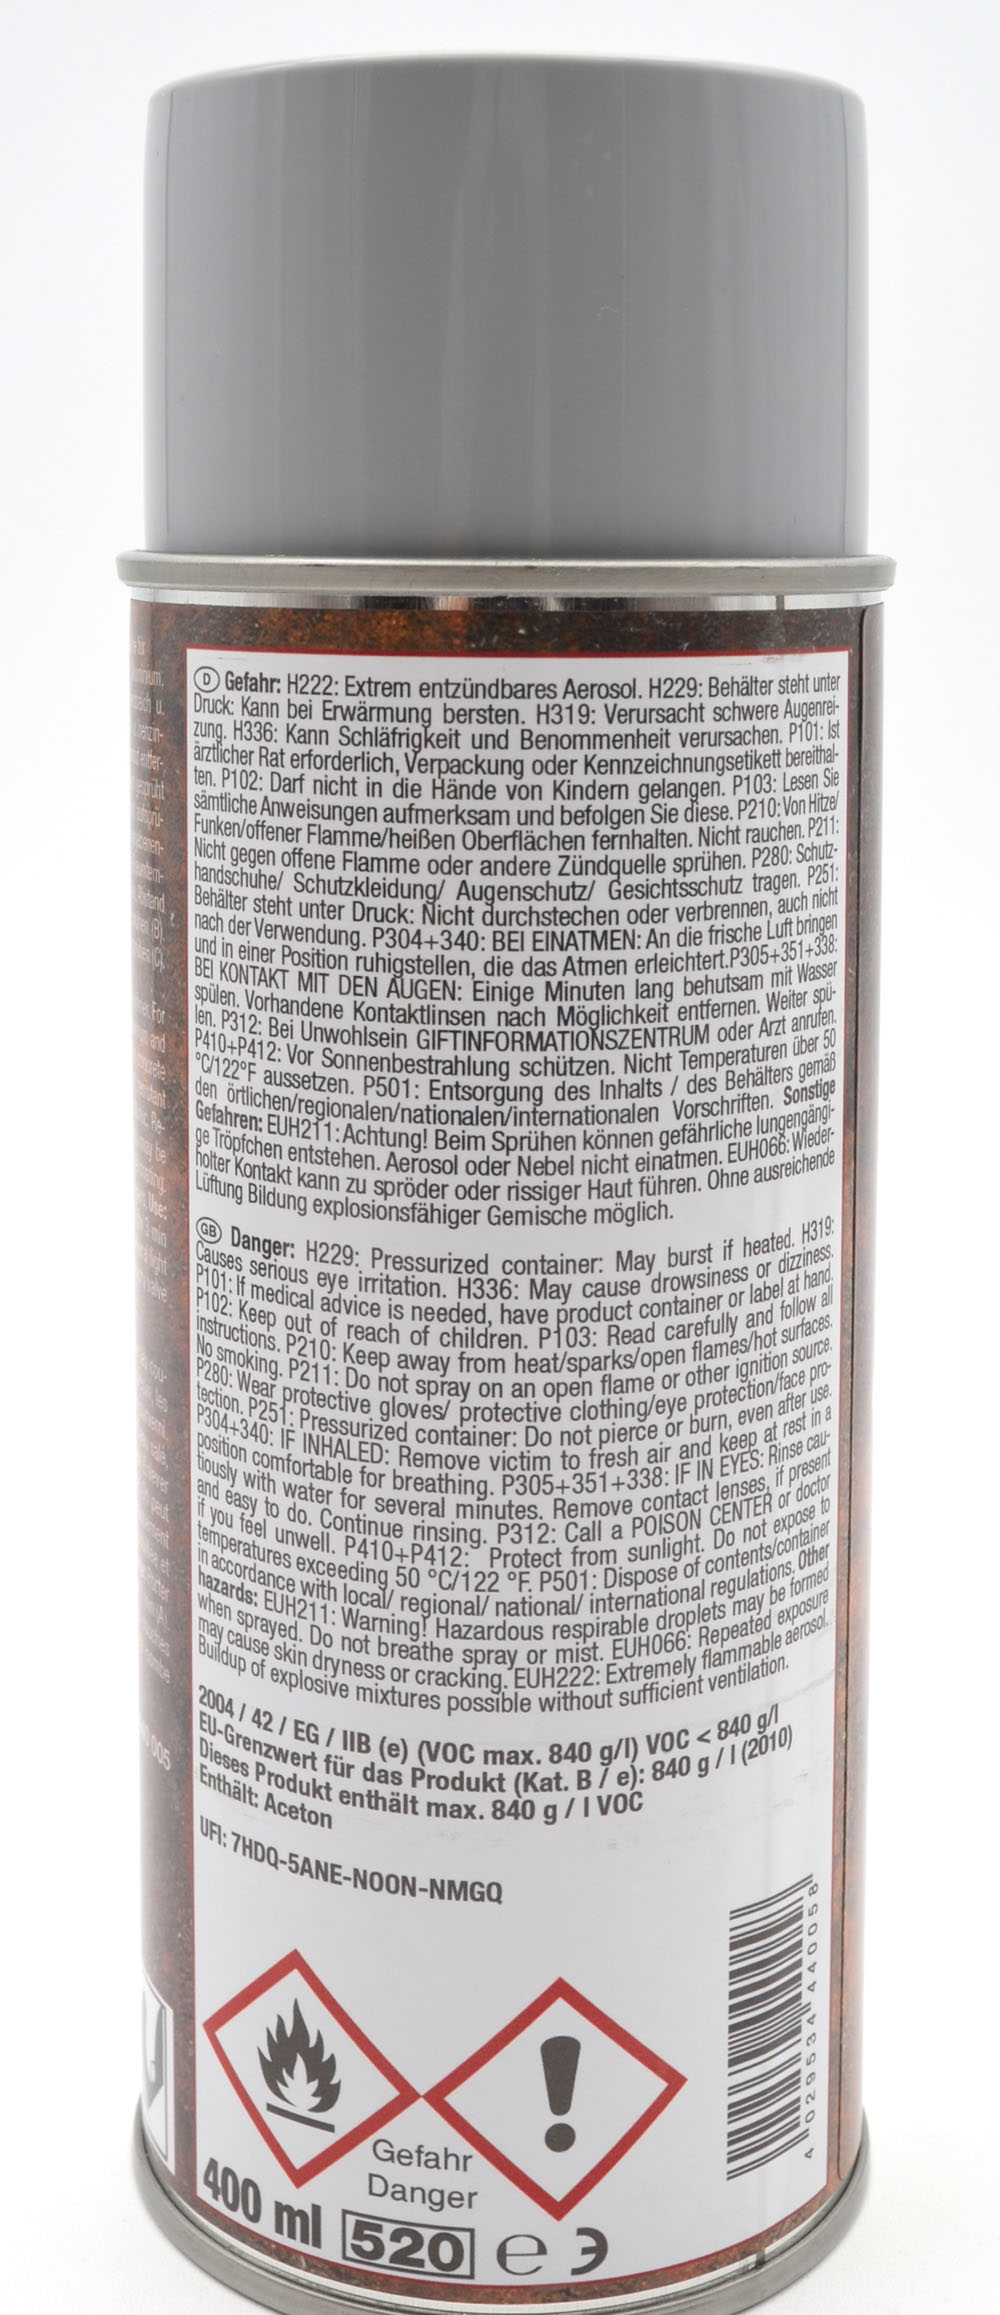 D Gefahr: H222: Extrem entzündbares Aerosol. H229: Behälter steht unter
Druck: Kann bei Erwärmung bersten. H319: Verursacht schwere Augenrei-
zung. H336: Kann Schläfrigkeit und Benommenheit verursachen. P101: Ist
ärztlicher Rat erforderlich, Verpackung oder Kennzeichnungsetikett bereithal-
ten. P102: Darf nicht in die Hände von Kindern gelangen. P103: Lesen Sie
sämtliche Anweisungen aufmerksam und befolgen Sie diese. P210: Von Hitze/
Funken/offener Flamme/heißen Oberflächen fernhalten. Nicht rauchen. P211:
Nicht gegen offene Flamme oder andere Zündquelle sprühen. P280: Schutz-
handschuhe/ Schutzkleidung/ Augenschutz/ Gesichtsschutz tragen. P251:
Behälter steht unter Druck: Nicht durchstechen oder verbrennen, auch nicht
nach der Verwendung. P304+340: BEI EINATMEN: An die frische Luft bringen
und in einer Position ruhigstellen, die das Atmen erleichtert.P305+351+338:
BEI KONTAKT MIT DEN AUGEN: Einige Minuten lang behutsam mit Wasser
spülen. Vorhandene Kontaktlinsen nach Möglichkeit entfernen. Weiter spü-
len. P312: Bei Unwohlsein GIFTINFORMATIONSZENTRUM oder Arzt anrufen.
P410+P412: Vor Sonnenbestrahlung schützen. Nicht Temperaturen über 50
°C/122°F aussetzen. P501: Entsorgung des Inhalts / des Behälters gemäß
den örtlichen/regionalen/nationalen/internationalen Vorschriften. Sonstige
Gefahren: EUH211: Achtung! Beim Sprühen können gefährliche lungengängi-
ge Tröpfchen entstehen. Aerosol oder Nebel nicht einatmen. EUH066: Wieder-
holter Kontakt kann zu spröder oder rissiger Haut führen. Ohne ausreichende
Lüftung Bildung explosionsfähiger Gemische möglich.
GB Danger: H229: Pressurized container: May burst if heated. H319:
Causes serious eye irritation. H336: May cause drowsiness or dizziness.
P101: If medical advice is needed, have product container or label at hand.
P102: Keep out of reach of children. P103: Read carefully and follow all
instructions. P210: Keep away from heat/sparks/open flames/hot surfaces.
No smoking. P211: Do not spray on an open flame or other ignition source.
P280: Wear protective gloves/ protective clothing/eye protection/face pro-
tection. P251: Pressurized container: Do not pierce or burn, even after use.
P304+340: IF INHALED: Remove victim to fresh air and keep at rest in a
position comfortable for breathing. P305+351+338: IF IN EYES: Rinse cau-
tiously with water for several minutes. Remove contact lenses, if present
and easy to do. Continue rinsing. P312: Call a POISON CENTER or doctor
if you feel unwell. P410+P412: Protect from sunlight. Do not expose to
temperatures exceeding 50 °C/122 °F. P501: Dispose of contents/container
in accordance with local/ regional/ national/ international regulations. Other
hazards: EUH211: Warning! Hazardous respirable droplets may be formed
when sprayed. Do not breathe spray or mist. EUH066: Repeated exposure
may cause skin dryness or cracking. EUH222: Extremely flammable aerosol.
Buildup of explosive mixtures possible without sufficient ventilation.
2004 / 42 / EG / IIB (e) (VOC max. 840 g/l) VOC < 840 g/l
EU-Grenzwert für das Produkt (Kat. B / e): 840 g / l (2010)
Dieses Produkt enthält max. 840 g / l VOC
Enthält: Aceton
UFI: 7HDQ-5ANE-N00N-NMGQ
4 029534 440058
Gefahr
Danger
400 ml 520 e 3